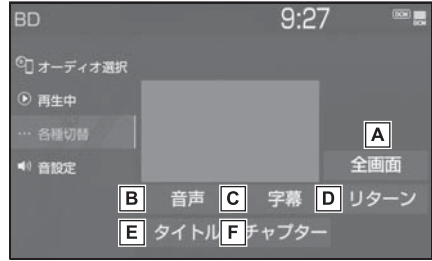 BD 9:27 DCM
オーディオ選択
再生中
… 各種切替
A
音設定 全画面
B 音声 C 字幕 D リターン
E タイトル F チャプター